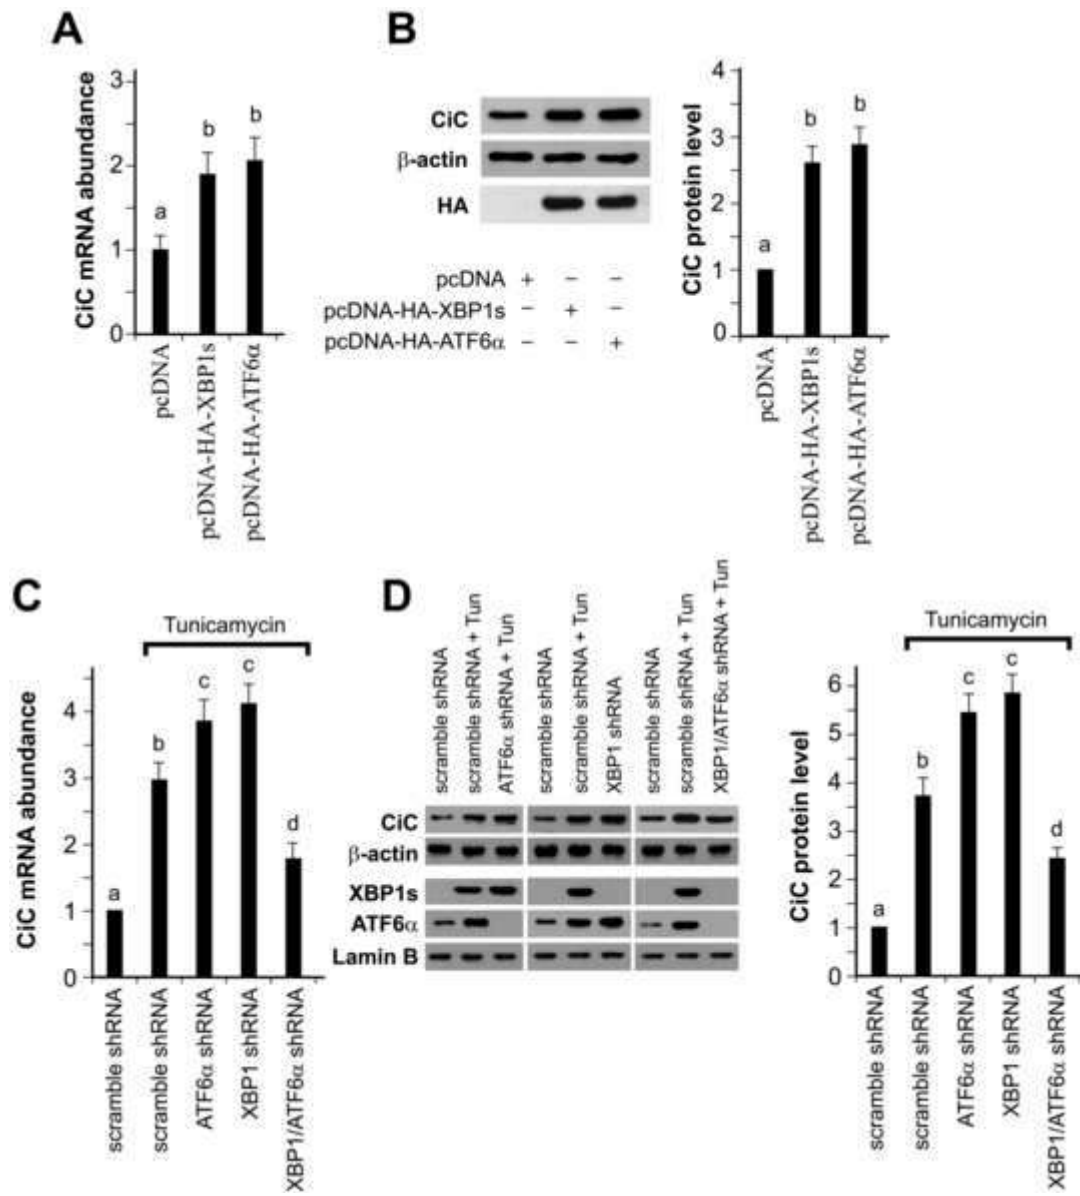 A
CiC mRNA abundance
3
2
1
0
a
b
b
pcDNA
pcDNA-HA-XBP1s
pcDNA-HA-ATF6α
B
CiC
β-actin
HA
pcDNA + − −
pcDNA-HA-XBP1s − + −
pcDNA-HA-ATF6α − − +
CiC protein level
4
3
2
1
0
a
b
b
pcDNA
pcDNA-HA-XBP1s
pcDNA-HA-ATF6α
C
Tunicamycin
CiC mRNA abundance
4
3
2
1
0
a
b
c
c
d
scramble shRNA
scramble shRNA
ATF6α shRNA
XBP1 shRNA
XBP1/ATF6α shRNA
D
scramble shRNA
scramble shRNA + Tun
ATF6α shRNA + Tun
scramble shRNA
scramble shRNA + Tun
XBP1 shRNA
scramble shRNA
scramble shRNA + Tun
XBP1/ATF6α shRNA + Tun
CiC
β-actin
XBP1s
ATF6α
Lamin B
Tunicamycin
CiC protein level
6
5
4
3
2
1
0
a
b
c
c
d
scramble shRNA
scramble shRNA
ATF6α shRNA
XBP1 shRNA
XBP1/ATF6α shRNA